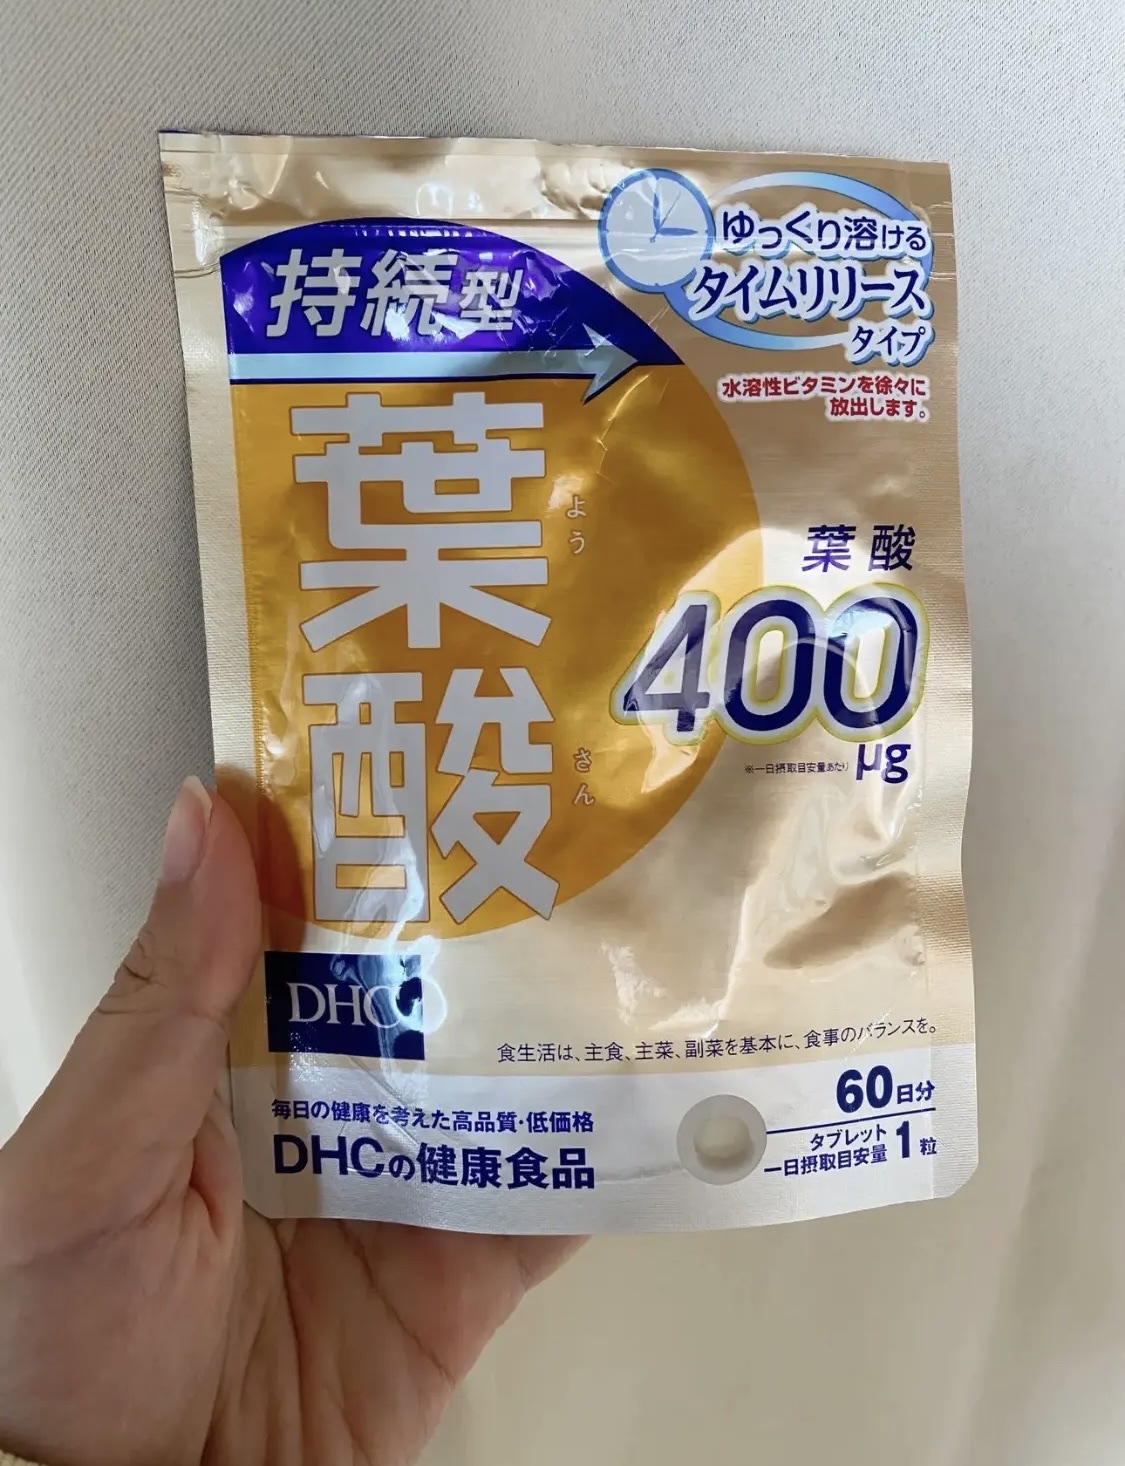 持続型
ゆっくり溶ける
タイムリリース
タイプ
水溶性ビタミンを徐々に
放出します。
葉酸
よう
さん
葉酸
400
µg
※一日摂取目安量あたり
DHC
食生活は、主食、主菜、副菜を基本に、食事のバランスを。
毎日の健康を考えた高品質・低価格
DHCの健康食品
60日分
タブレット
一日摂取目安量 1粒